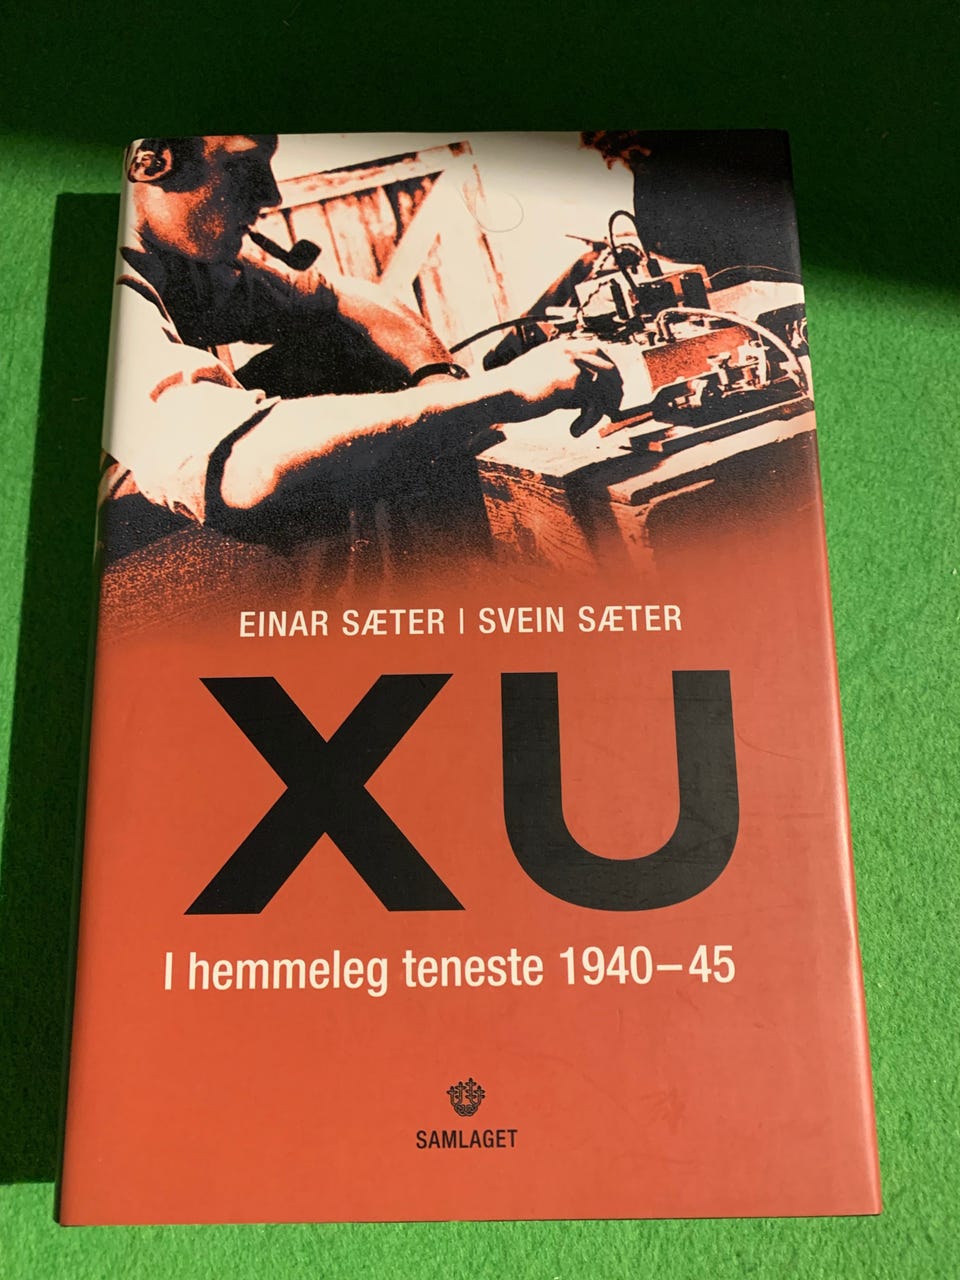 EINAR SÆTER | SVEIN SÆTER
XU
I hemmeleg teneste 1940–45
SAMLAGET